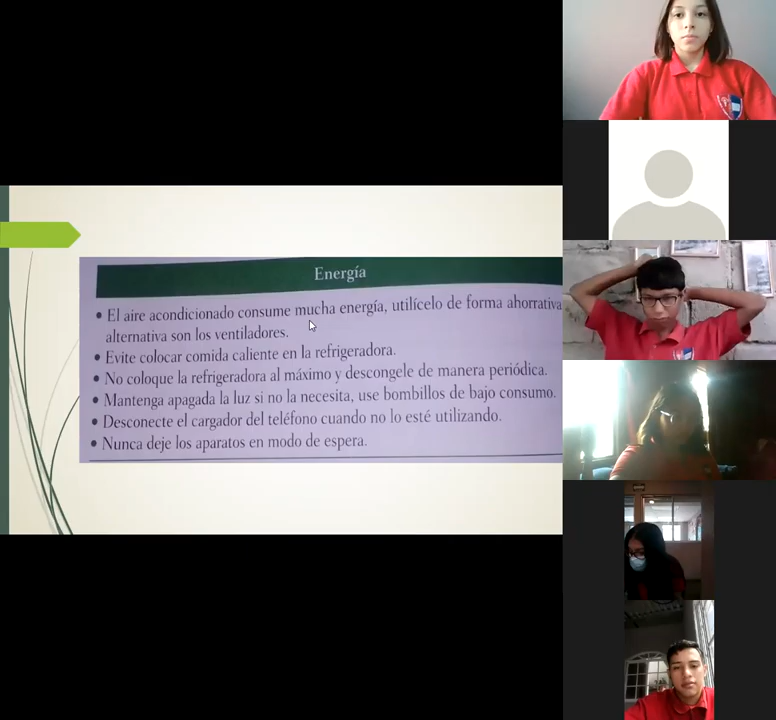 Energía
• El aire acondicionado consume mucha energía, utilícelo de forma ahorrativa
alternativa son los ventiladores.
• Evite colocar comida caliente en la refrigeradora.
• No coloque la refrigeradora al máximo y descongele de manera periódica.
• Mantenga apagada la luz si no la necesita, use bombillos de bajo consumo.
• Desconecte el cargador del teléfono cuando no lo esté utilizando.
• Nunca deje los aparatos en modo de espera.